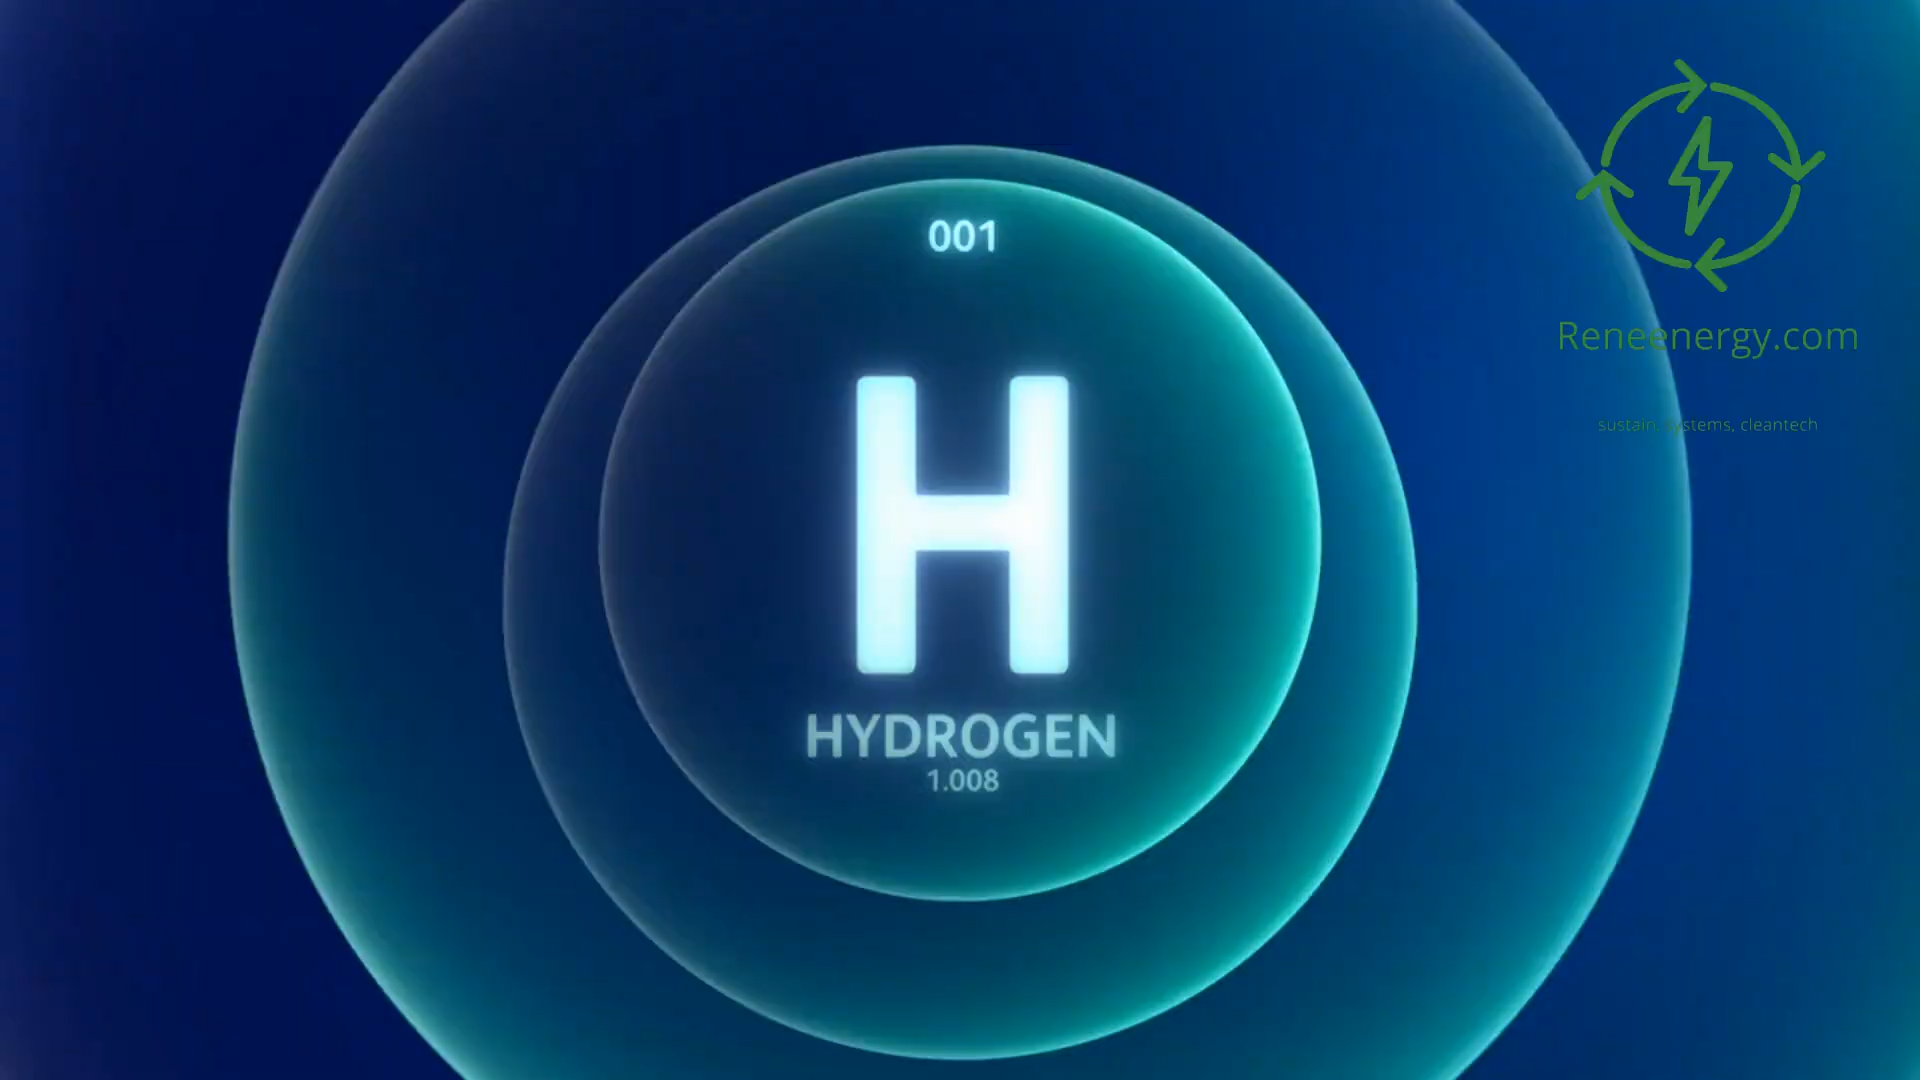 001
H
HYDROGEN
1.008
Reneenergy.com
sustain. systems, cleantech